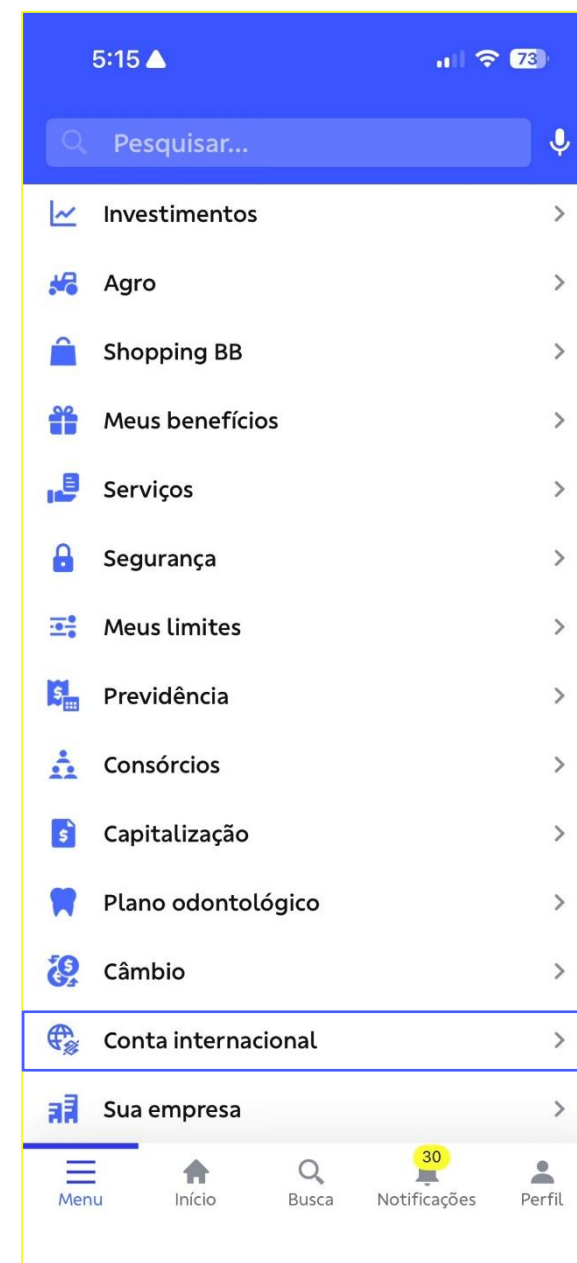 5:15
73
Pesquisar...
Investimentos
Agro
Shopping BB
Meus benefícios
Serviços
Segurança
Meus limites
Previdência
Consórcios
Capitalização
Plano odontológico
Câmbio
Conta internacional
Sua empresa
30
Menu Início Busca Notificações Perfil